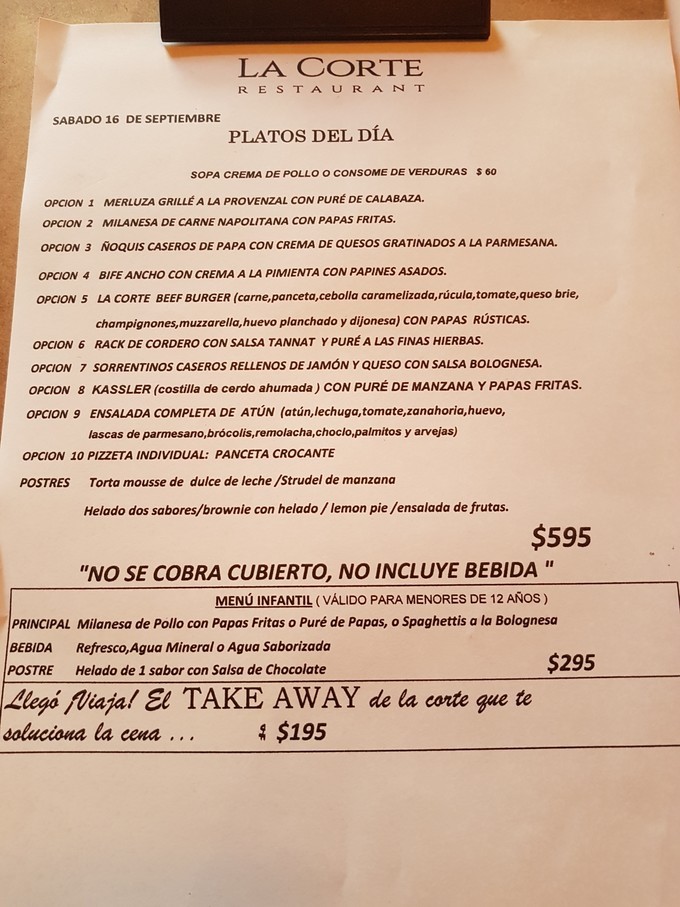 LA CORTE
RESTAURANT
SABADO 16 DE SEPTIEMBRE
PLATOS DEL DÍA
SOPA CREMA DE POLLO O CONSOME DE VERDURAS $ 60
OPCION 1 MERLUZA GRILLÉ A LA PROVENZAL CON PURÉ DE CALABAZA.
OPCION 2 MILANESA DE CARNE NAPOLITANA CON PAPAS FRITAS.
OPCION 3 ÑOQUIS CASEROS DE PAPA CON CREMA DE QUESOS GRATINADOS A LA PARMESANA.
OPCION 4 BIFE ANCHO CON CREMA A LA PIMIENTA CON PAPINES ASADOS.
OPCION 5 LA CORTE BEEF BURGER (carne,panceta,cebolla caramelizada,rúcula,tomate,queso brie,
champignones,muzzarella,huevo planchado y dijonesa) CON PAPAS RÚSTICAS.
OPCION 6 RACK DE CORDERO CON SALSA TANNAT Y PURÉ A LAS FINAS HIERBAS.
OPCION 7 SORRENTINOS CASEROS RELLENOS DE JAMÓN Y QUESO CON SALSA BOLOGNESA.
OPCION 8 KASSLER (costilla de cerdo ahumada ) CON PURÉ DE MANZANA Y PAPAS FRITAS.
OPCION 9 ENSALADA COMPLETA DE ATÚN (atún,lechuga,tomate,zanahoria,huevo,
lascas de parmesano,brócolis,remolacha,choclo,palmitos y arvejas)
OPCION 10 PIZZETA INDIVIDUAL: PANCETA CROCANTE
POSTRES Torta mousse de dulce de leche /Strudel de manzana
Helado dos sabores/brownie con helado / lemon pie /ensalada de frutas.
$595
"NO SE COBRA CUBIERTO, NO INCLUYE BEBIDA "
MENÚ INFANTIL ( VÁLIDO PARA MENORES DE 12 AÑOS )
PRINCIPAL Milanesa de Pollo con Papas Fritas o Puré de Papas, o Spaghettis a la Bolognesa
BEBIDA Refresco,Agua Mineral o Agua Saborizada
POSTRE Helado de 1 sabor con Salsa de Chocolate $295
Llegó ¡Viaja! El TAKE AWAY de la corte que te
soluciona la cena ... $195